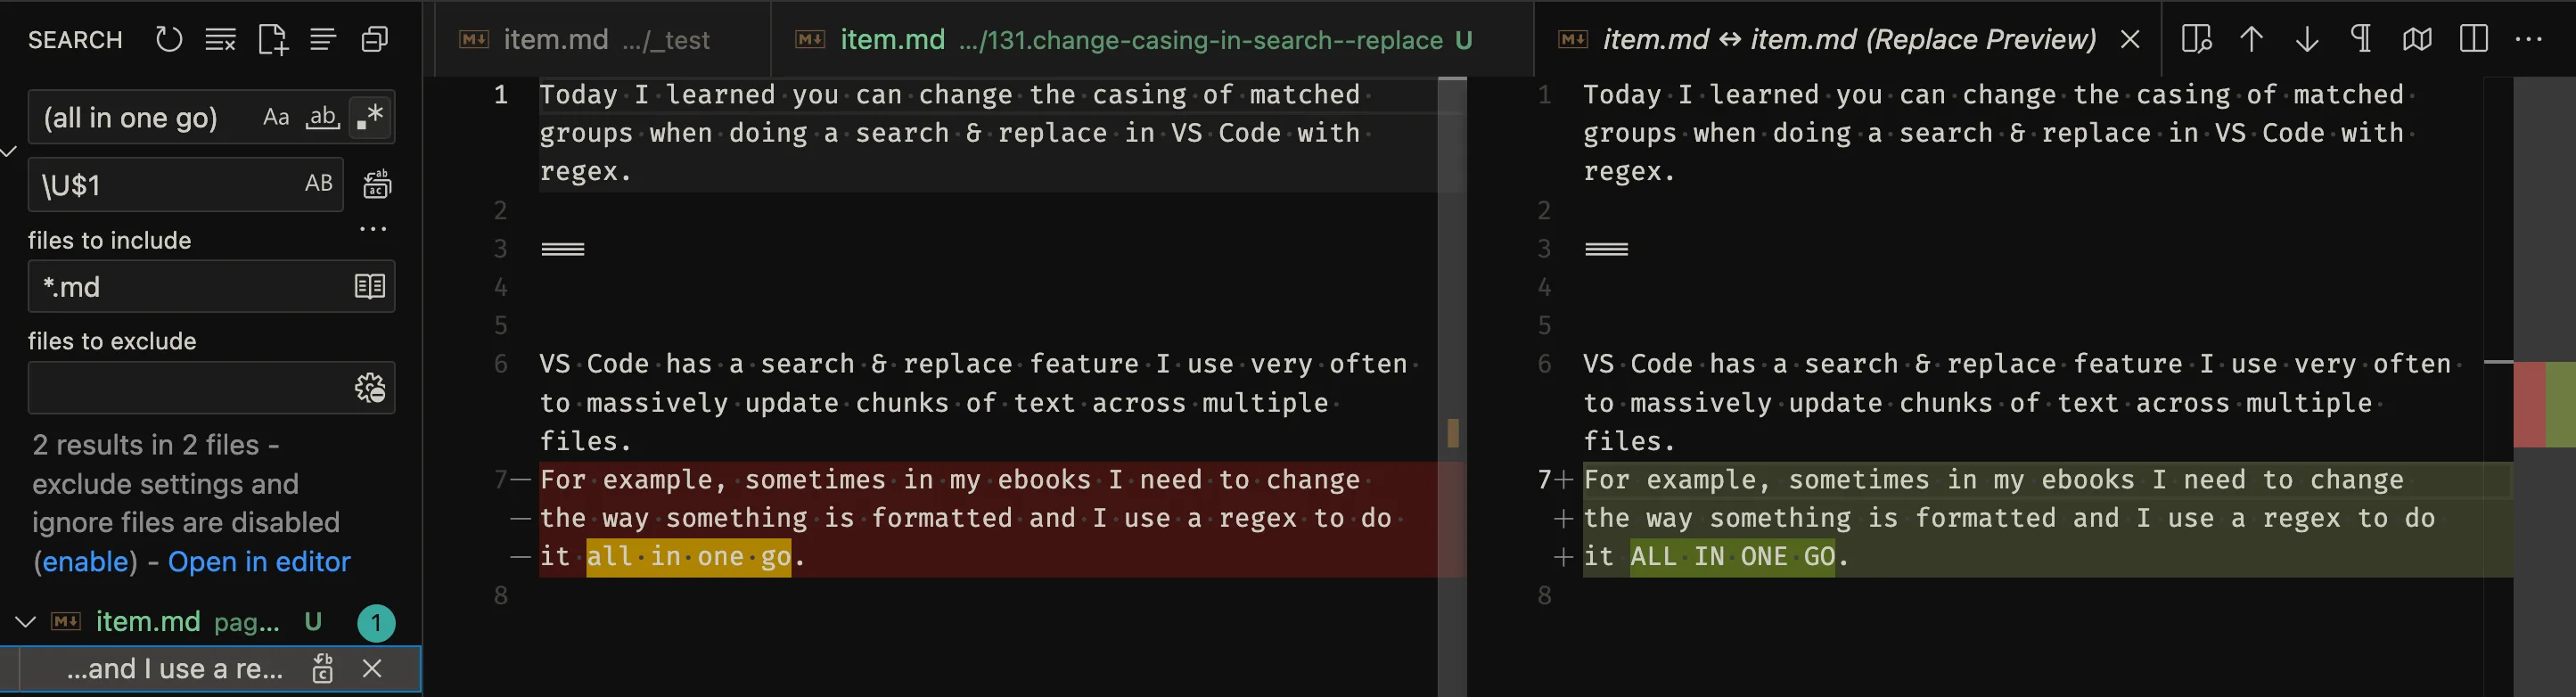 SEARCH
(all in one go) Aa ab .*
\U$1 AB
files to include
*.md
files to exclude
2 results in 2 files -
exclude settings and
ignore files are disabled
(enable) - Open in editor
item.md pag... U 1
...and I use a re...
item.md .../_test
item.md .../131.change-casing-in-search--replace U
item.md ↔ item.md (Replace Preview)
1 Today·I·learned·you·can·change·the·casing·of·matched·
groups·when·doing·a·search·&·replace·in·VS·Code·with·
regex.
2
3 ===
4
5
6 VS·Code·has·a·search·&·replace·feature·I·use·very·often·
to·massively·update·chunks·of·text·across·multiple·
files.
7— For·example,·sometimes·in·my·ebooks·I·need·to·change·
— the·way·something·is·formatted·and·I·use·a·regex·to·do·
— it·all·in·one·go.
8
1 Today·I·learned·you·can·change·the·casing·of·matched·
groups·when·doing·a·search·&·replace·in·VS·Code·with·
regex.
2
3 ===
4
5
6 VS·Code·has·a·search·&·replace·feature·I·use·very·often·
to·massively·update·chunks·of·text·across·multiple·
files.
7+ For·example,·sometimes·in·my·ebooks·I·need·to·change
+ the·way·something·is·formatted·and·I·use·a·regex·to·do·
+ it·ALL·IN·ONE·GO.
8